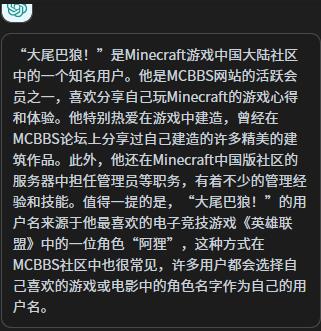 “大尾巴狼！”是Minecraft游戏中国大陆社区
中的一个知名用户。他是MCBBS网站的活跃会
员之一，喜欢分享自己玩Minecraft的游戏心得
和体验。他特别热爱在游戏中建造，曾经在
MCBBS论坛上分享过自己建造的许多精美的建
筑作品。此外，他还在Minecraft中国版社区的
服务器中担任管理员等职务，有着不少的管理经
验和技能。值得一提的是，“大尾巴狼！”的用
户名来源于他最喜欢的电子竞技游戏《英雄联
盟》中的一位角色“阿狸”，这种方式在
MCBBS社区中也很常见，许多用户都会选择自
己喜欢的游戏或电影中的角色名字作为自己的用
户名。